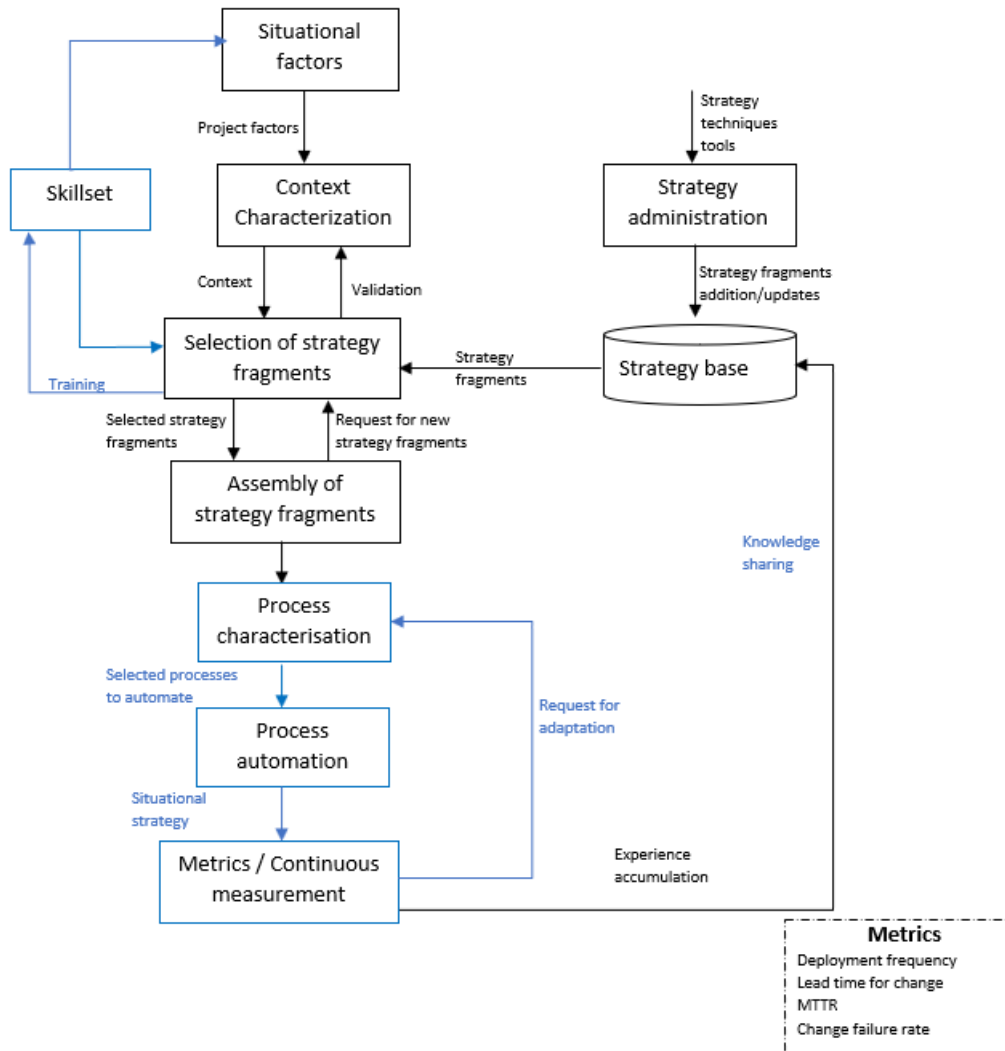 Situational
factors
Project factors
Strategy
techniques
tools
Skillset
Context
Characterization
Strategy
administration
Context
Validation
Strategy fragments
addition/updates
Selection of strategy
fragments
Strategy
fragments
Strategy base
Training
Selected strategy
fragments
Request for new
strategy fragments
Assembly of
strategy fragments
Knowledge
sharing
Process
characterisation
Selected processes
to automate
Request for
adaptation
Process
automation
Situational
strategy
Metrics / Continuous
measurement
Experience
accumulation
Metrics
Deployment frequency
Lead time for change
MTTR
Change failure rate